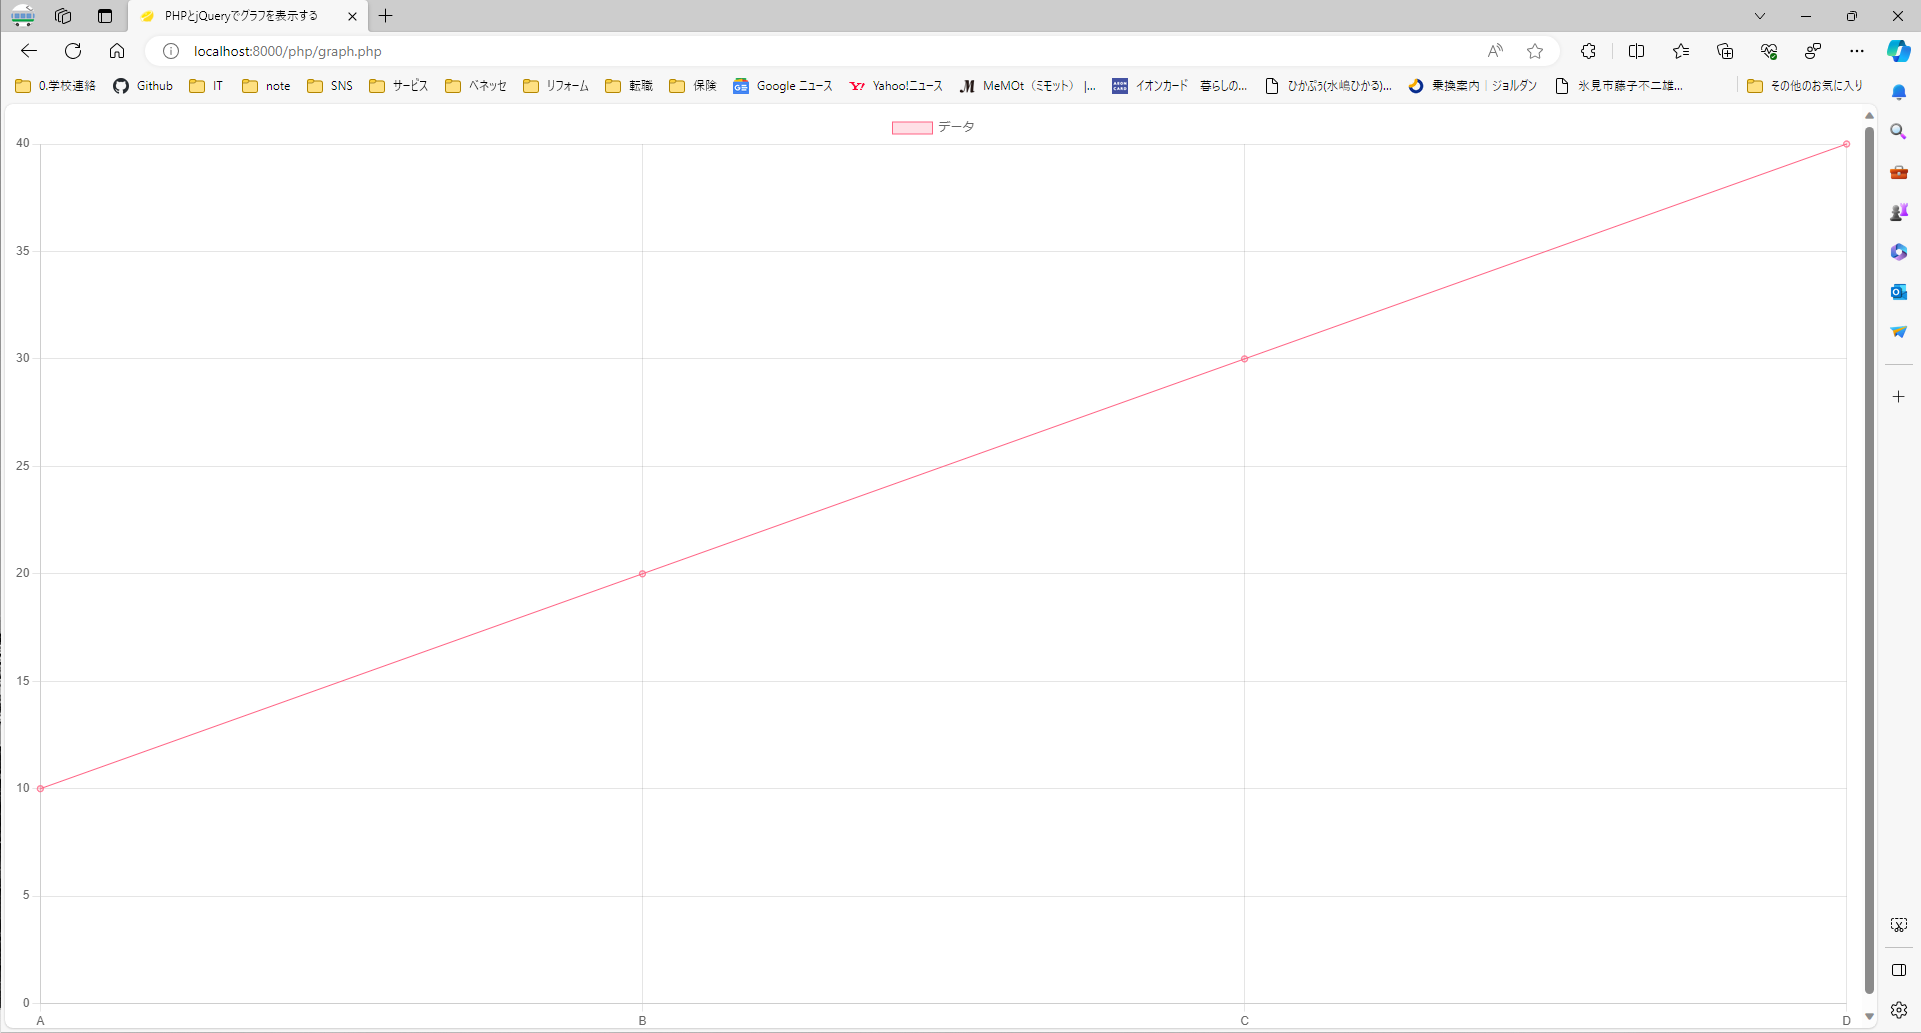 PHPとjQueryでグラフを表示する
localhost:8000/php/graph.php
0.学校連絡 Github IT note SNS サービス ベネッセ リフォーム 転職 保険 Google ニュース Yahoo!ニュース MeMOt（ミモット） |... イオンカード 暮らしの... ひかぷぅ(水嶋ひかる)... 乗換案内｜ジョルダン 氷見市藤子不二雄... その他のお気に入り
データ
40
35
30
25
20
15
10
5
0
A B C D